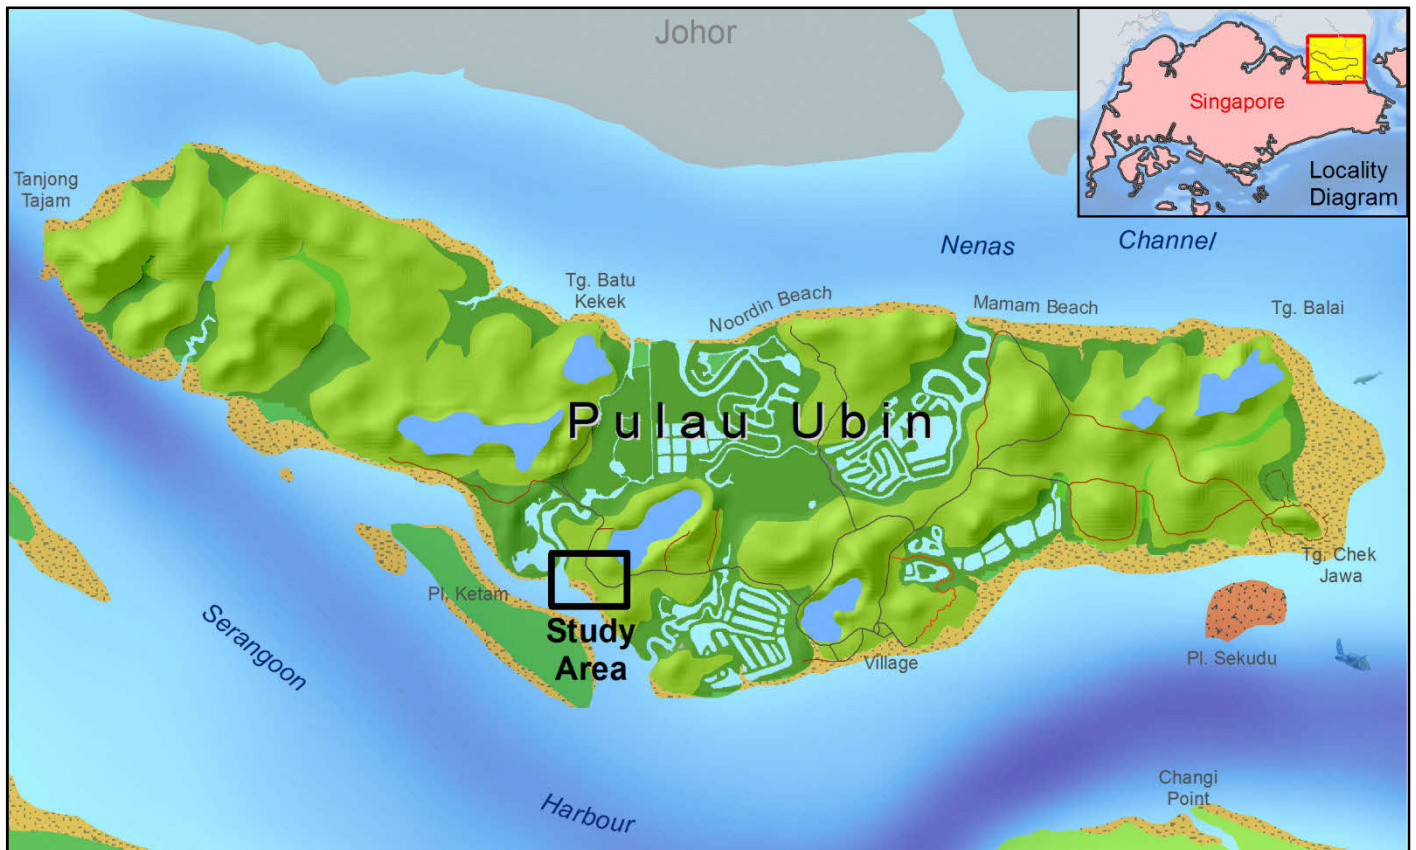 Johor
Singapore
Locality
Diagram
Tanjong
Tajam
Nenas Channel
Tg. Batu
Kekek
Noordin Beach
Mamam Beach
Tg. Balai
Pulau Ubin
Tg. Chek
Jawa
Pl. Ketam
Study
Area
Village
Pl. Sekudu
Serangoon
Harbour
Changi
Point